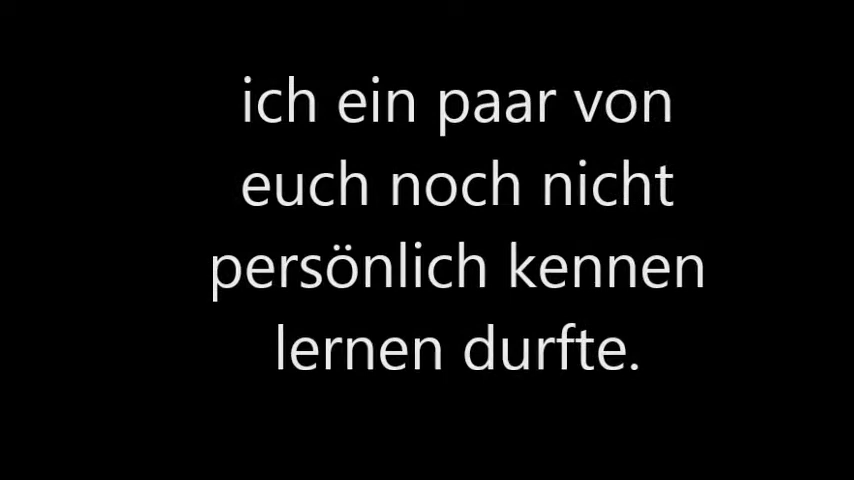 ich ein paar von
euch noch nicht
persönlich kennen
lernen durfte.